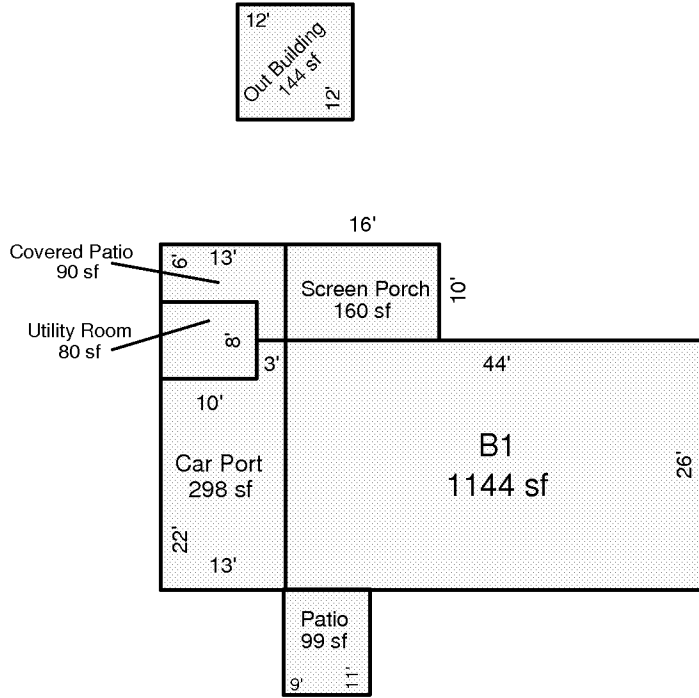 12'
Out Building
144 sf
12'
16'
Covered Patio
90 sf
6'
13'
Screen Porch
160 sf
10'
Utility Room
80 sf
8'
3'
44'
10'
B1
1144 sf
26'
Car Port
298 sf
22'
13'
Patio
99 sf
9'
11'